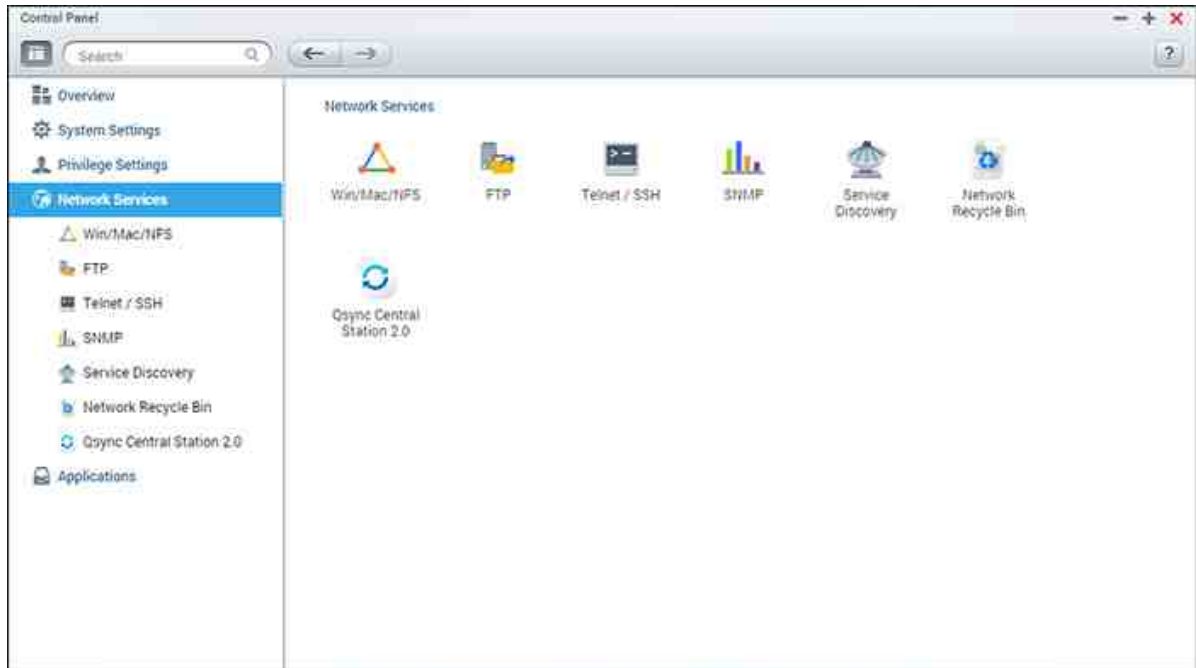 Control Panel
Search
?
Overview
System Settings
Privilege Settings
Network Services
Win/Mac/NFS
FTP
Telnet / SSH
SNMP
Service Discovery
Network Recycle Bin
Qsync Central Station 2.0
Applications
Network Services
Win/Mac/NFS
FTP
Telnet / SSH
SNMP
Service
Discovery
Network
Recycle Bin
Qsync Central
Station 2.0